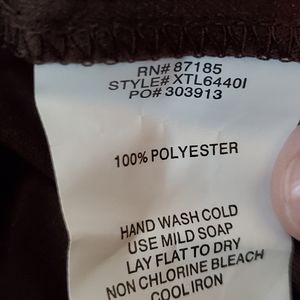 RN# 87185
STYLE# XTL6440I
PO# 303913
100% POLYESTER
HAND WASH COLD
USE MILD SOAP
LAY FLAT TO DRY
NON CHLORINE BLEACH
COOL IRON